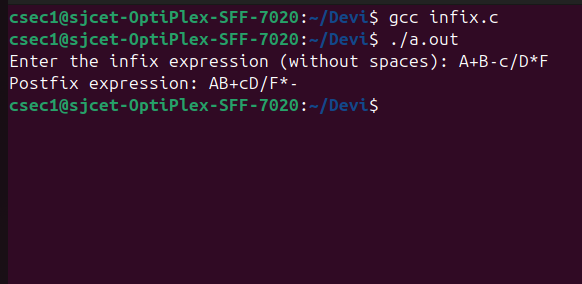 csec1@sjcet-OptiPlex-SFF-7020:~/Devi$ gcc infix.c
csec1@sjcet-OptiPlex-SFF-7020:~/Devi$ ./a.out
Enter the infix expression (without spaces): A+B-c/D*F
Postfix expression: AB+cD/F*-
csec1@sjcet-OptiPlex-SFF-7020:~/Devi$